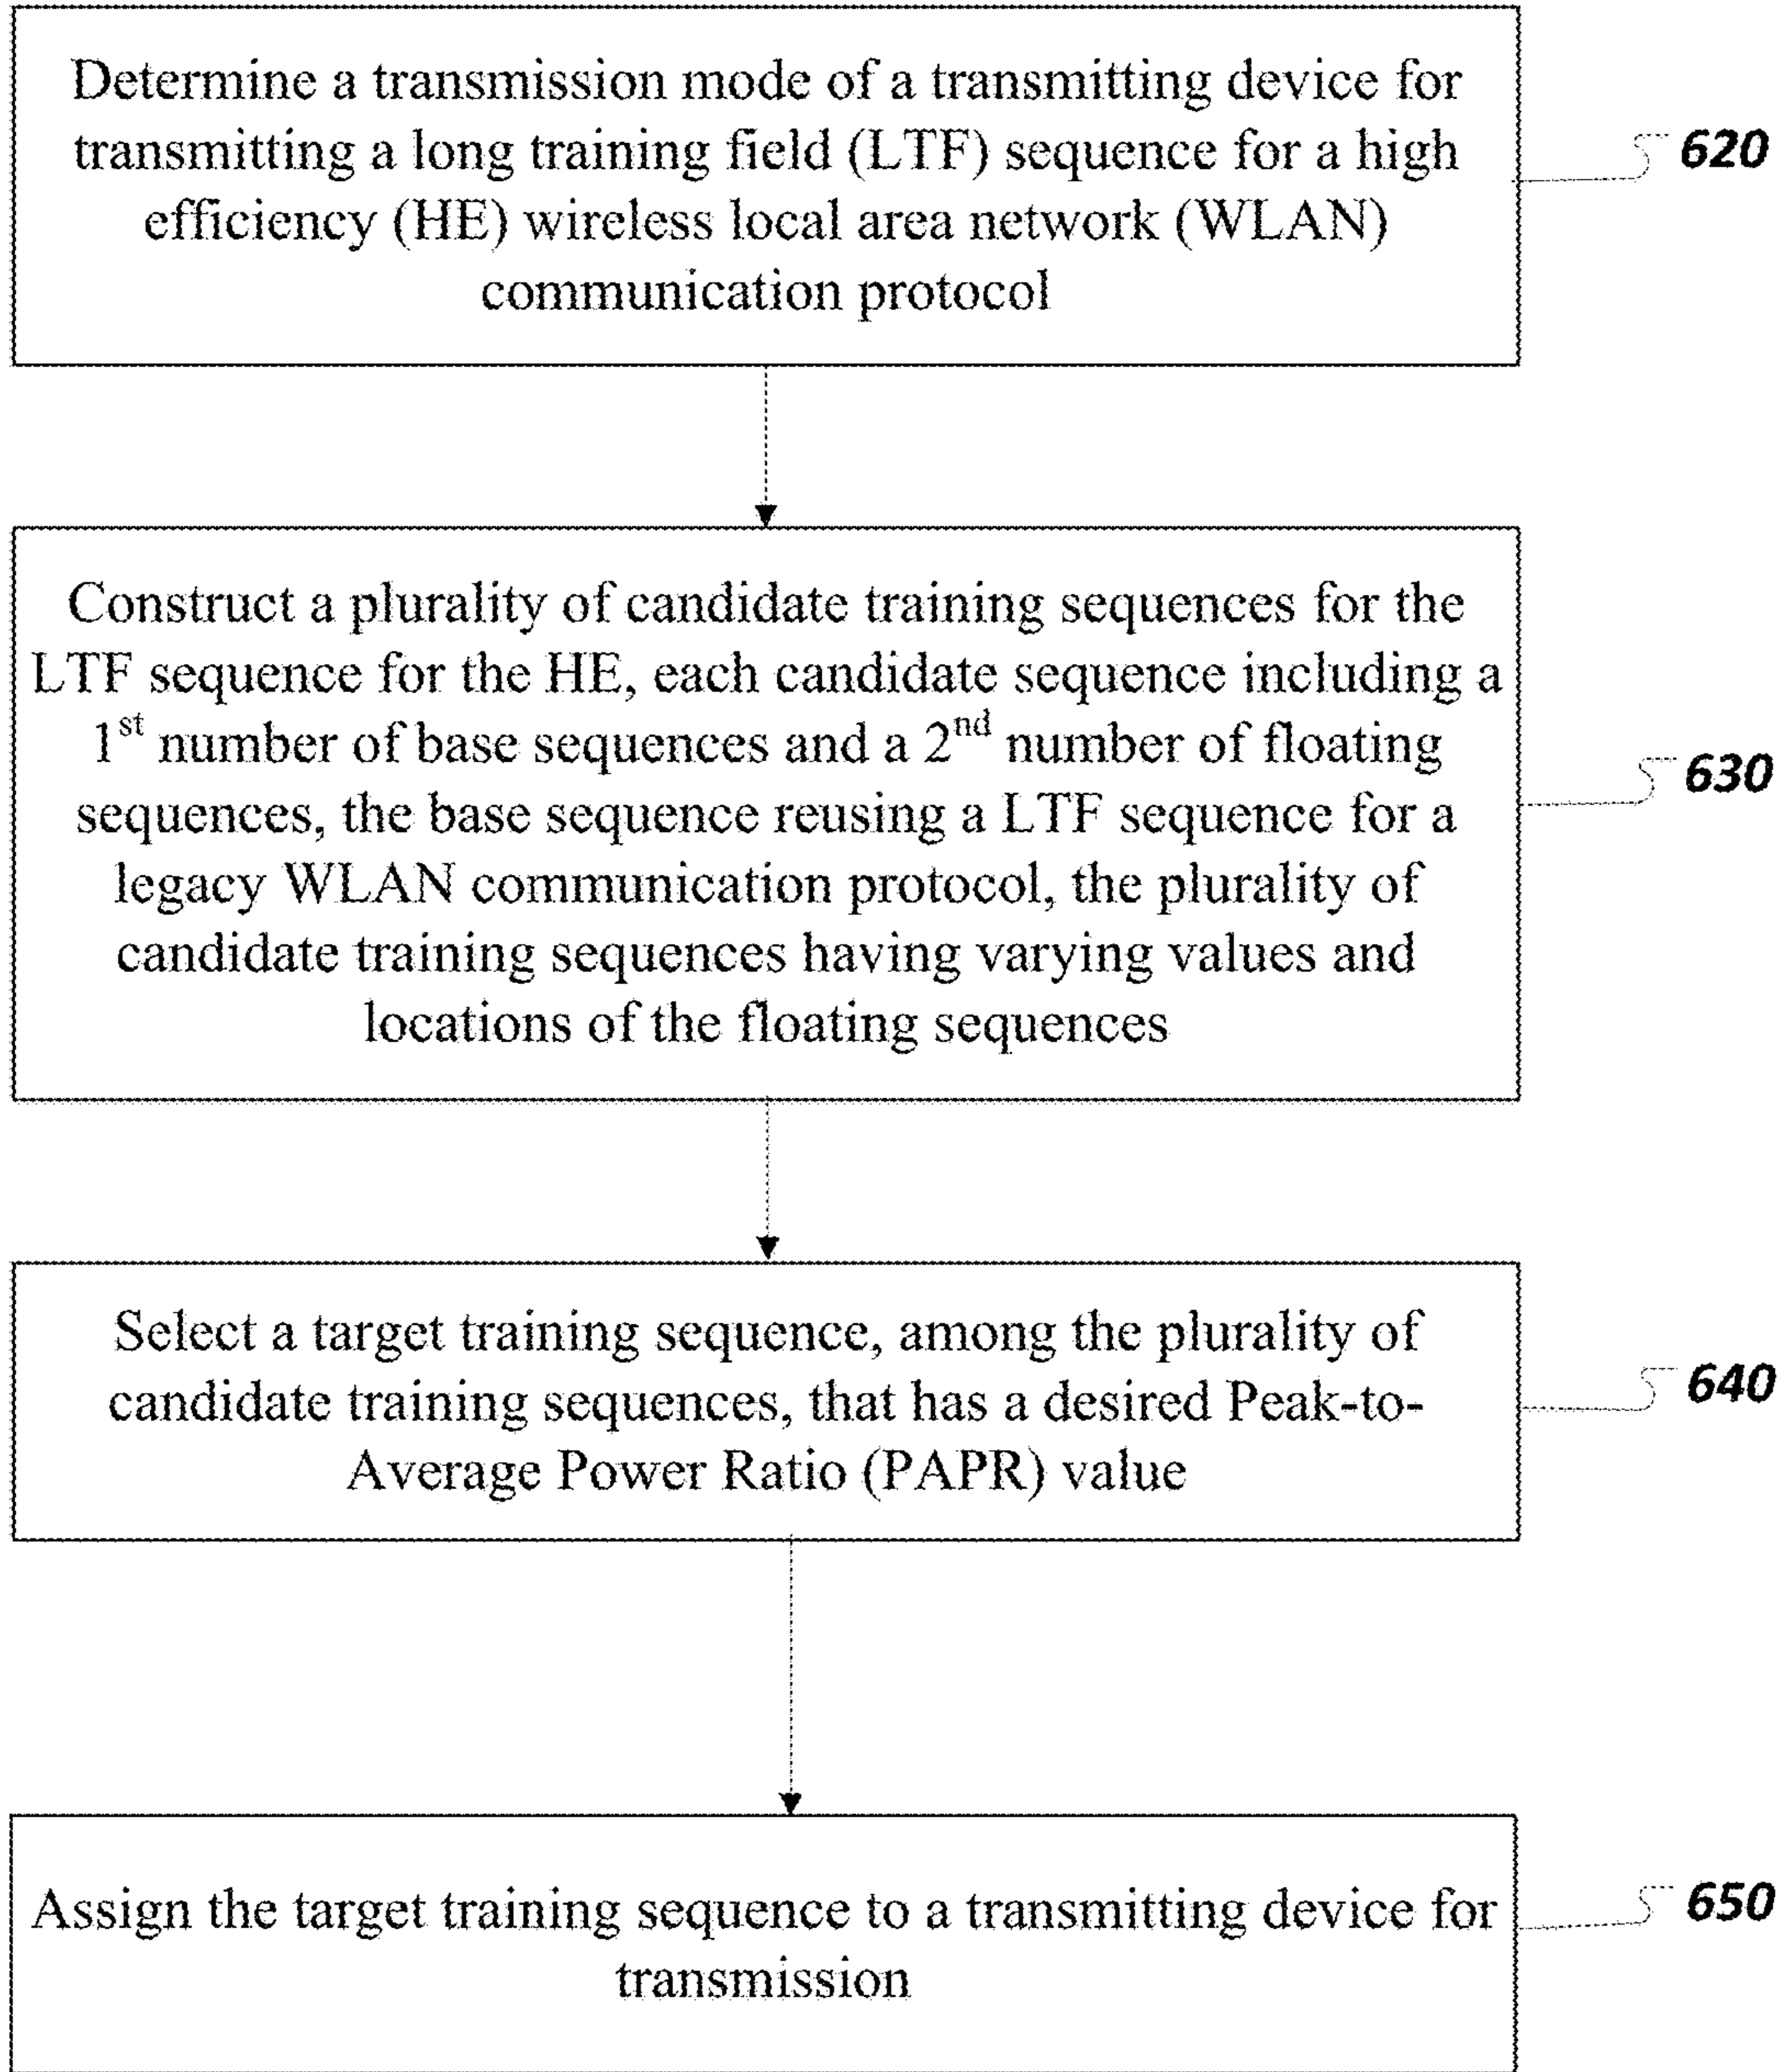 Determine a transmission mode of a transmitting device for
transmitting a long training field (LTF) sequence for a high
efficiency (HE) wireless local area network (WLAN)
communication protocol
620
Construct a plurality of candidate training sequences for the
LTF sequence for the HE, each candidate sequence including a
1st number of base sequences and a 2nd number of floating
sequences, the base sequence reusing a LTF sequence for a
legacy WLAN communication protocol, the plurality of
candidate training sequences having varying values and
locations of the floating sequences
630
Select a target training sequence, among the plurality of
candidate training sequences, that has a desired Peak-to-
Average Power Ratio (PAPR) value
640
Assign the target training sequence to a transmitting device for
transmission
650